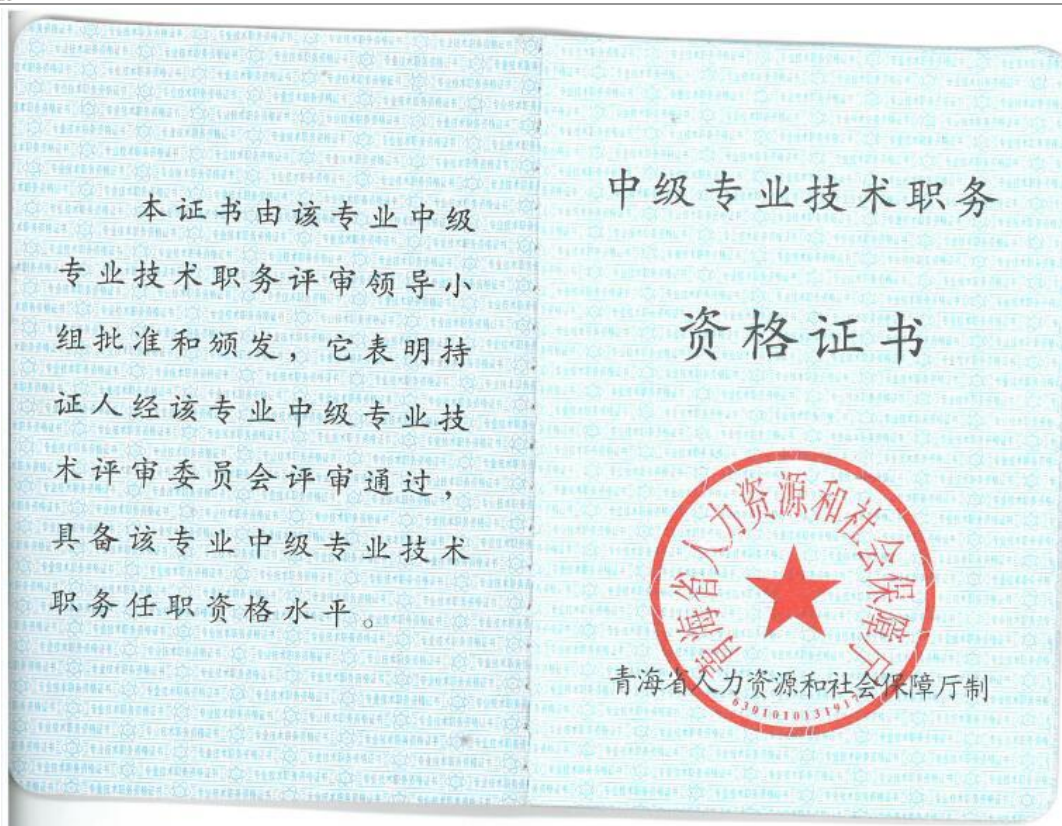 本证书由该专业中级
专业技术职务评审领导小
组批准和颁发，它表明持
证人经该专业中级专业技
术评审委员会评审通过，
具备该专业中级专业技术
职务任职资格水平。
中级专业技术职务
资格证书
青海省人力资源和社会保障厅
青海省人力资源和社会保障厅制